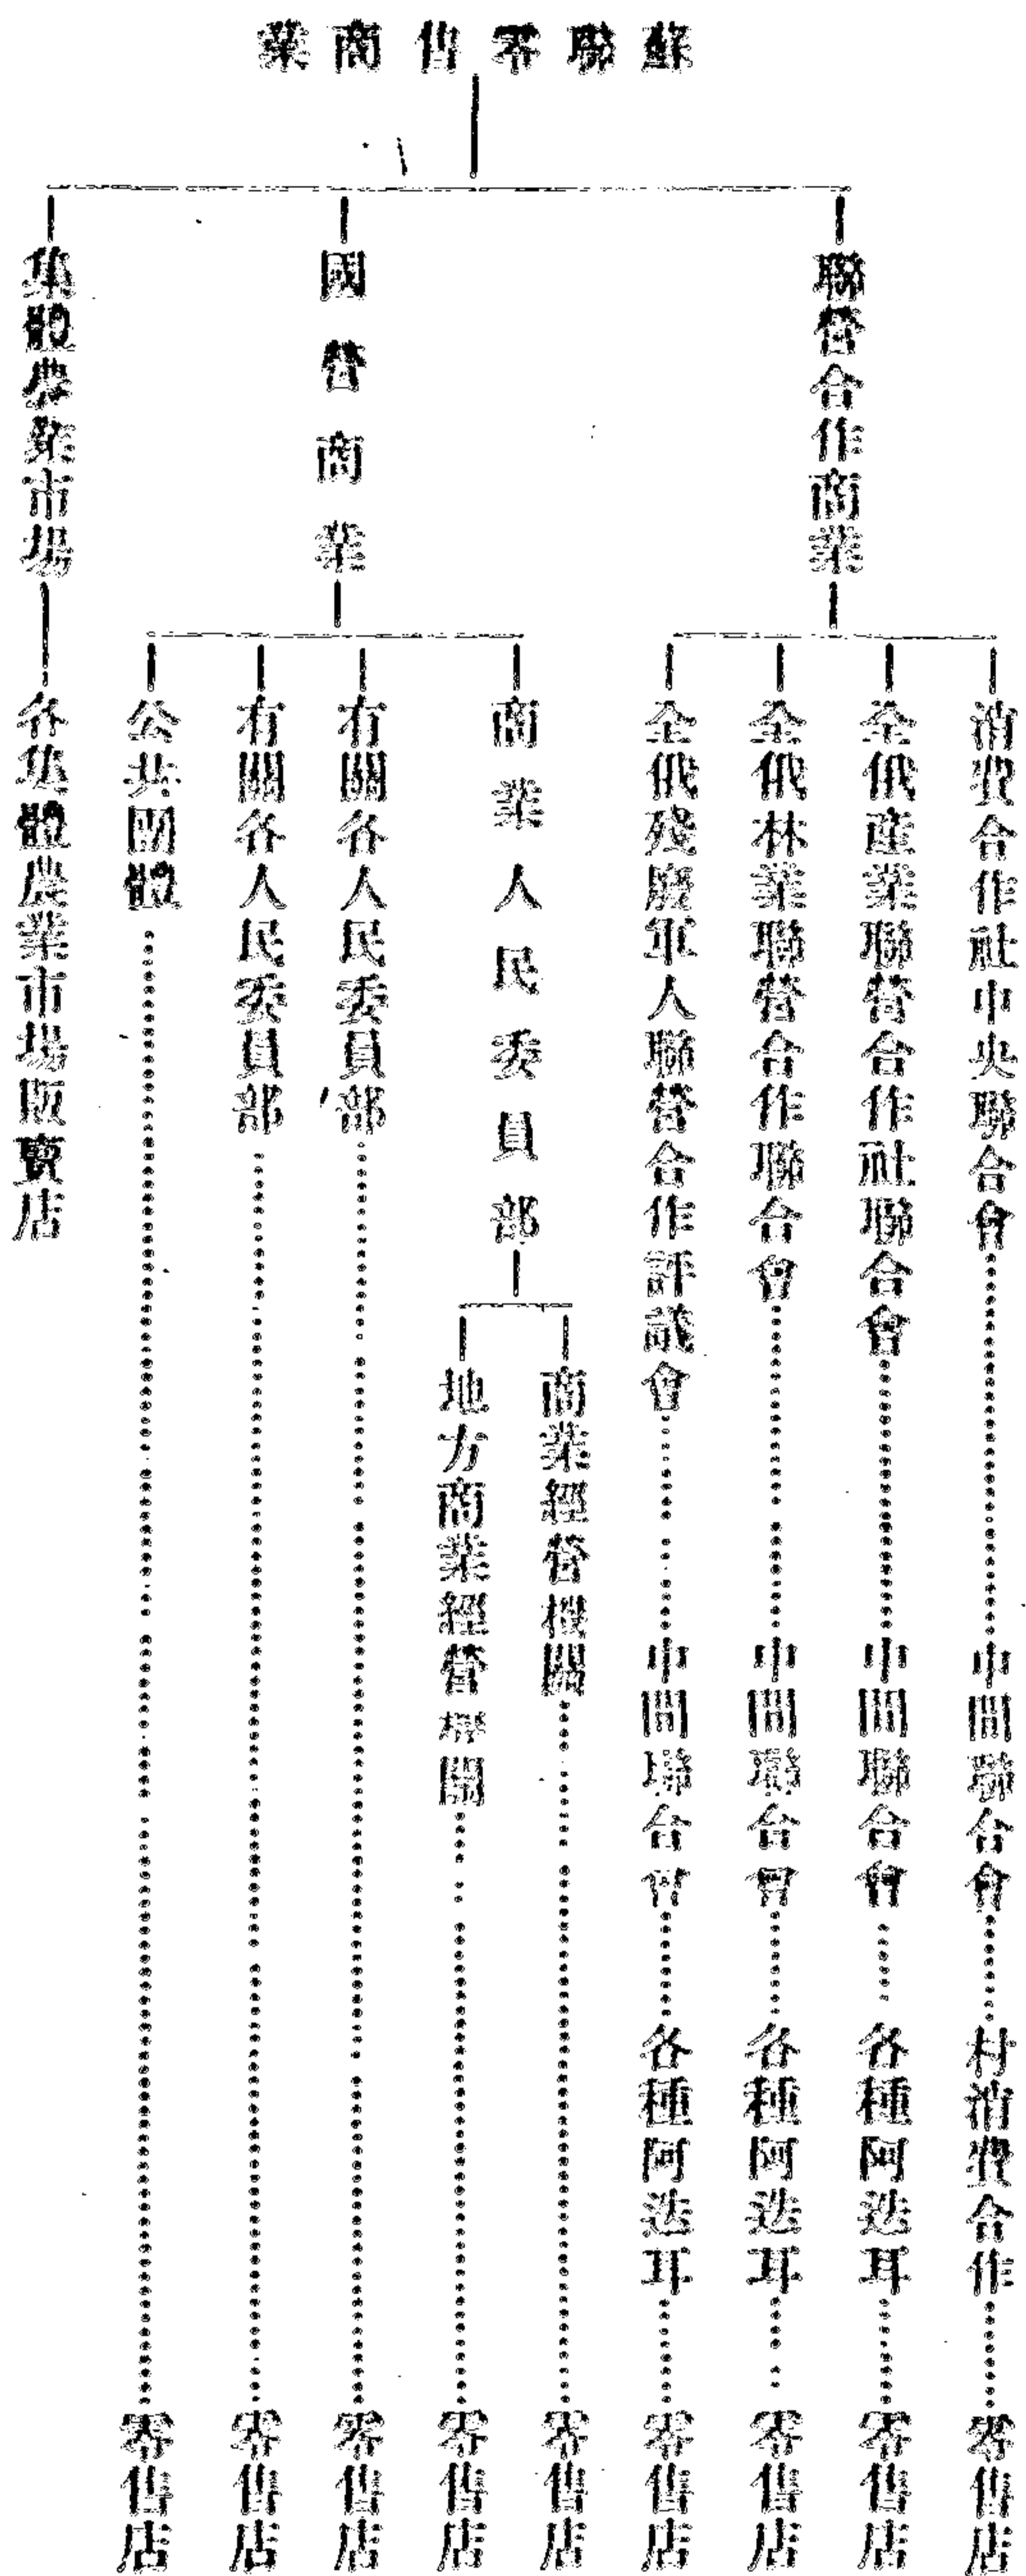 蘇聯零售商業
聯營合作商業
消費合作社中央聯合會
中間聯合會
村消費合作
零售店
全俄產業聯營合作社聯合會
中間聯合會
各種阿迭耳
零售店
全俄林業聯營合作聯合會
中間聯合會
各種阿迭耳
零售店
全俄殘廢軍人聯營合作評議會
中間聯合會
各種阿迭耳
零售店
國營商業
商業人民委員部
商業經營機關
零售店
地方商業經營機關
零售店
有關各人民委員部
零售店
有關各人民委員部
零售店
公共團體
零售店
集體農業市場
各集體農業市場販賣店